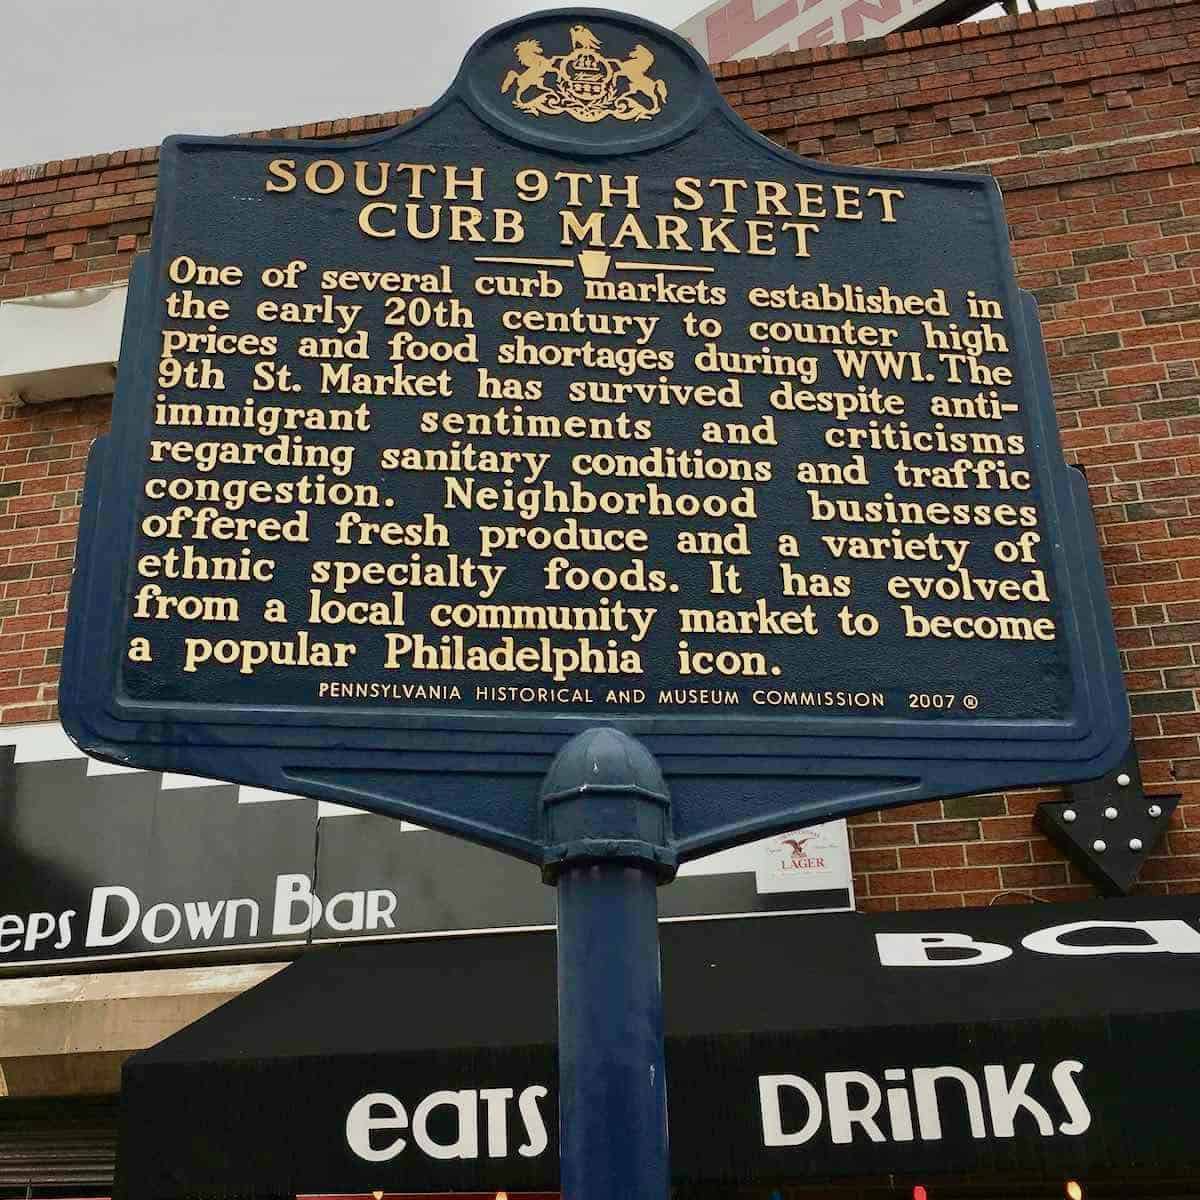 SOUTH 9TH STREET
CURB MARKET
One of several curb markets established in
the early 20th century to counter high
prices and food shortages during WWI. The
9th St. Market has survived despite anti-
immigrant sentiments and criticisms
regarding sanitary conditions and traffic
congestion. Neighborhood businesses
offered fresh produce and a variety of
ethnic specialty foods. It has evolved
from a local community market to become
a popular Philadelphia icon.
PENNSYLVANIA HISTORICAL AND MUSEUM COMMISSION 2007 ®
LAGER
eps Down Bar
Ba
eats DRiNKS